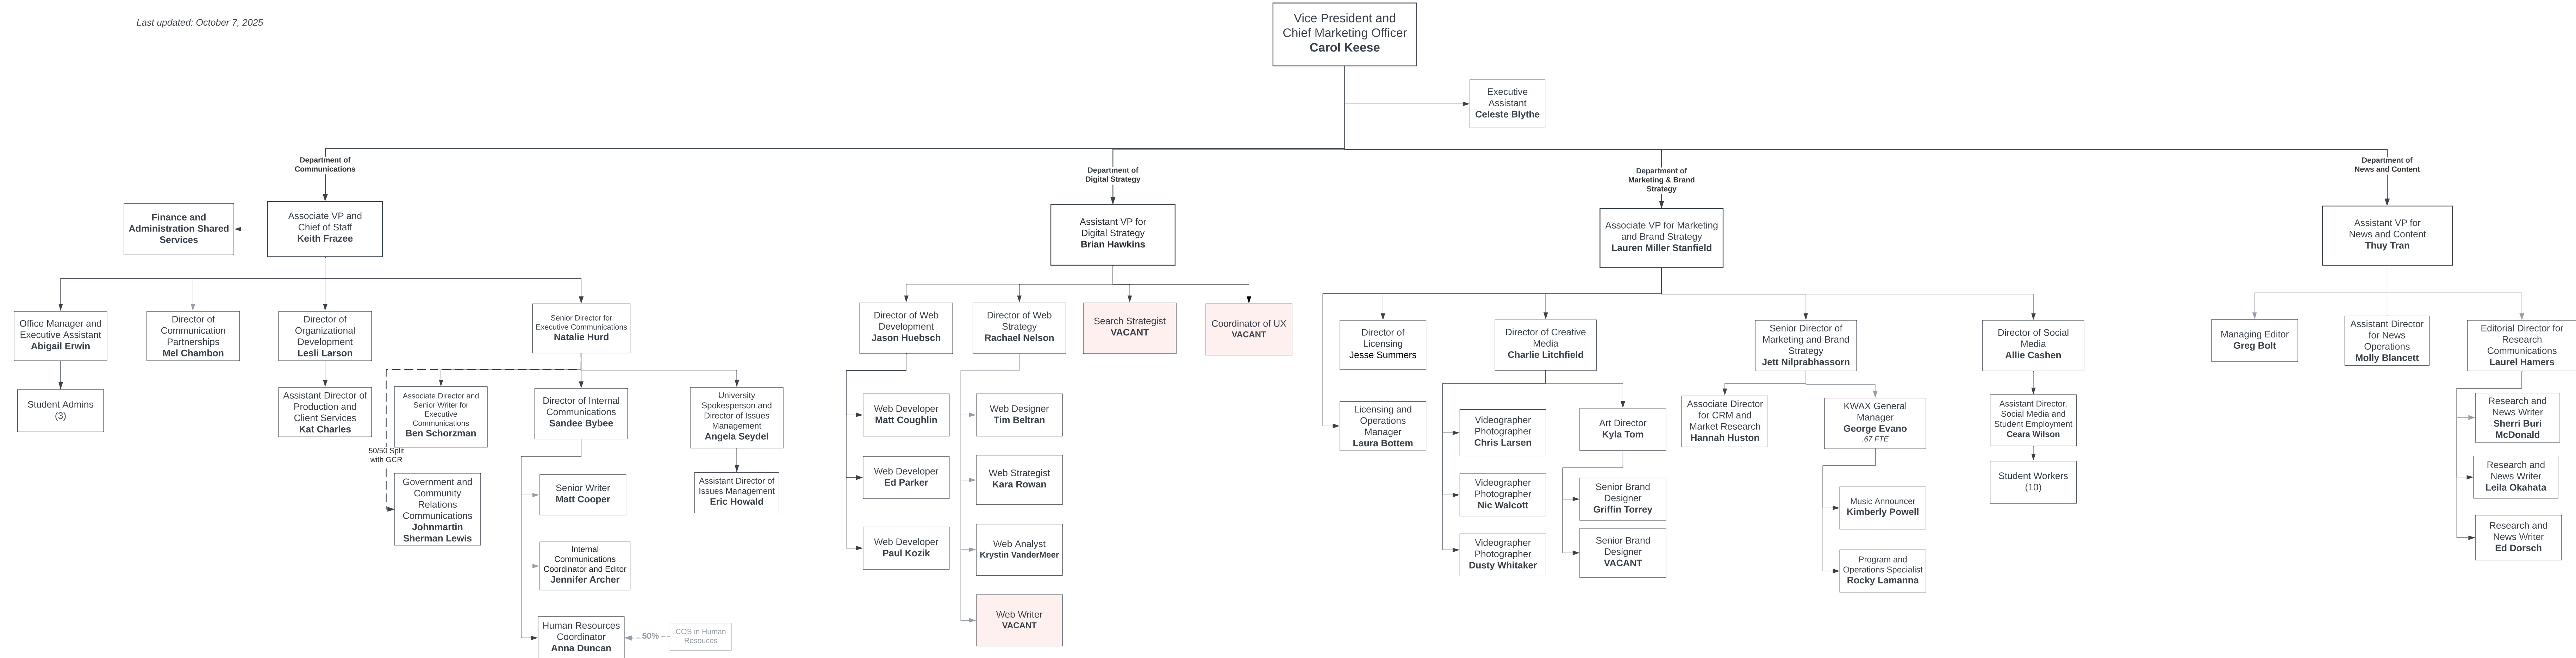 Last updated: October 7, 2025
Vice President and
Chief Marketing Officer
Carol Keese
Executive
Assistant
Celeste Blythe
Department of
Communications
Department of
Digital Strategy
Department of
Marketing & Brand
Strategy
Department of
News and Content
Finance and
Administration Shared
Services
Associate VP and
Chief of Staff
Keith Frazee
Assistant VP for
Digital Strategy
Brian Hawkins
Associate VP for Marketing
and Brand Strategy
Lauren Miller Stanfield
Assistant VP for
News and Content
Thuy Tran
Office Manager and
Executive Assistant
Abigail Erwin
Student Admins
(3)
Director of
Communication
Partnerships
Mel Chambon
Director of
Organizational
Development
Lesli Larson
Assistant Director of
Production and
Client Services
Kat Charles
Senior Director for
Executive Communications
Natalie Hurd
Associate Director and
Senior Writer for
Executive
Communications
Ben Schorzman
50/50 Split
with GCR
Government and
Community
Relations
Communications
Johnmartin
Sherman Lewis
Director of Internal
Communications
Sandee Bybee
Senior Writer
Matt Cooper
Internal
Communications
Coordinator and Editor
Jennifer Archer
Human Resources
Coordinator
Anna Duncan
50%
COS in Human
Resouces
University
Spokesperson and
Director of Issues
Management
Angela Seydel
Assistant Director of
Issues Management
Eric Howald
Director of Web
Development
Jason Huebsch
Web Developer
Matt Coughlin
Web Developer
Ed Parker
Web Developer
Paul Kozik
Director of Web
Strategy
Rachael Nelson
Web Designer
Tim Beltran
Web Strategist
Kara Rowan
Web Analyst
Krystin VanderMeer
Web Writer
VACANT
Search Strategist
VACANT
Coordinator of UX
VACANT
Director of
Licensing
Jesse Summers
Licensing and
Operations
Manager
Laura Bottem
Director of Creative
Media
Charlie Litchfield
Videographer
Photographer
Chris Larsen
Videographer
Photographer
Nic Walcott
Videographer
Photographer
Dusty Whitaker
Art Director
Kyla Tom
Senior Brand
Designer
Griffin Torrey
Senior Brand
Designer
VACANT
Senior Director of
Marketing and Brand
Strategy
Jett Nilprabhassorn
Associate Director
for CRM and
Market Research
Hannah Huston
KWAX General
Manager
George Evano
.67 FTE
Music Announcer
Kimberly Powell
Program and
Operations Specialist
Rocky Lamanna
Director of Social
Media
Allie Cashen
Assistant Director,
Social Media and
Student Employment
Ceara Wilson
Student Workers
(10)
Managing Editor
Greg Bolt
Assistant Director
for News
Operations
Molly Blancett
Editorial Director for
Research
Communications
Laurel Hamers
Research and
News Writer
Sherri Buri
McDonald
Research and
News Writer
Leila Okahata
Research and
News Writer
Ed Dorsch